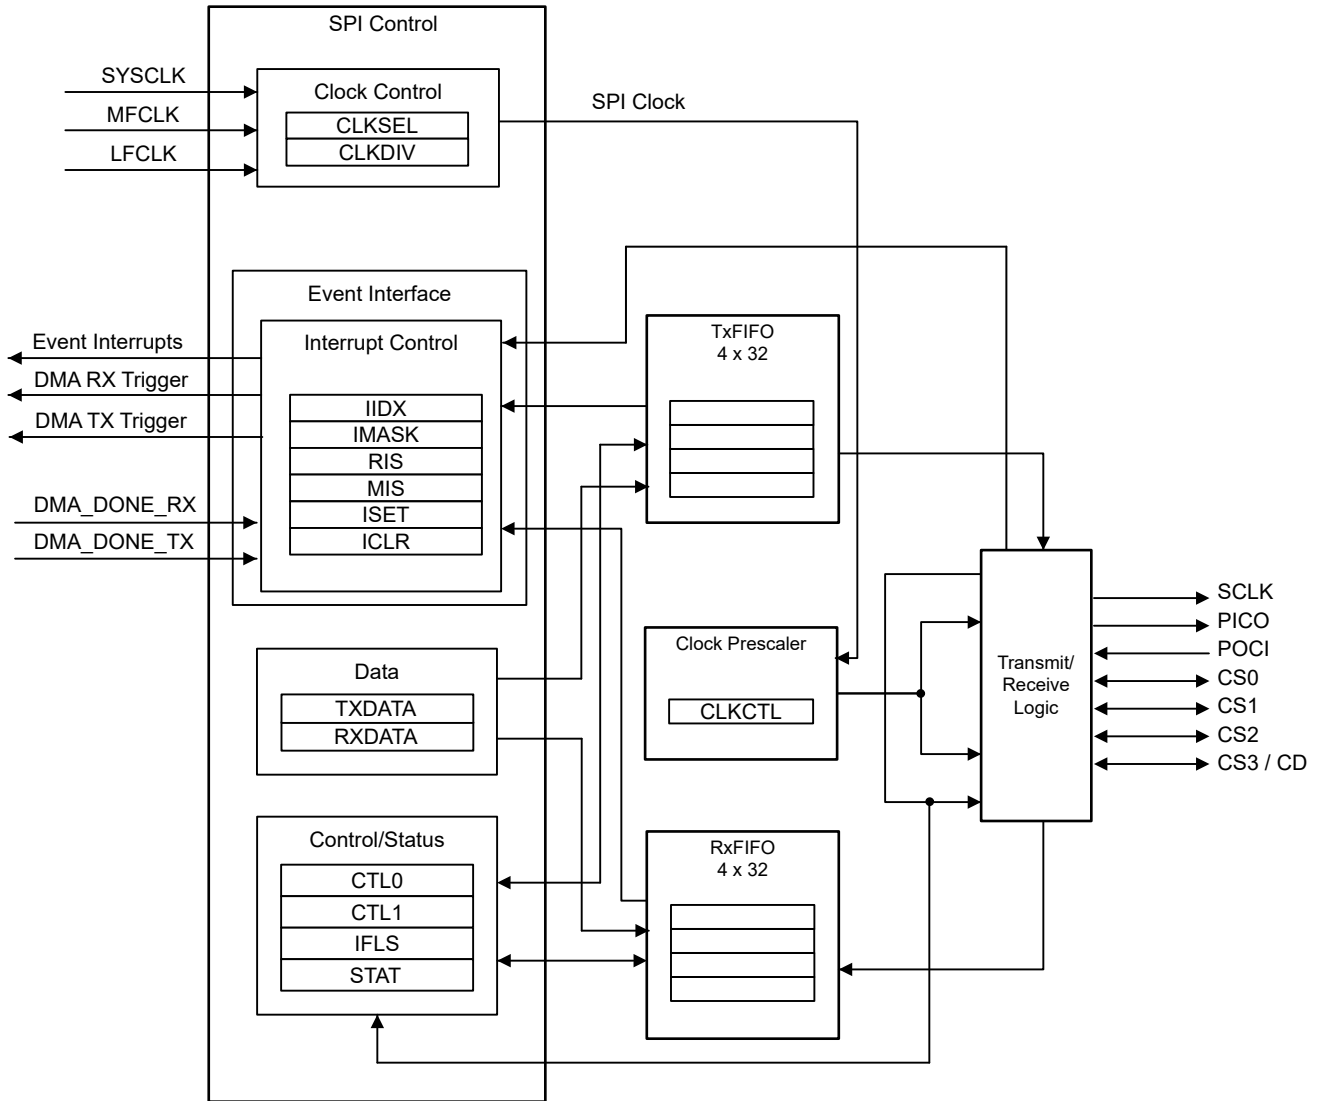 SPI Control
SYSCLK
MFCLK
LFCLK
Clock Control
CLKSEL
CLKDIV
SPI Clock
Event Interface
Interrupt Control
IIDX
IMASK
RIS
MIS
ISET
ICLR
Event Interrupts
DMA RX Trigger
DMA TX Trigger
DMA_DONE_RX
DMA_DONE_TX
TxFIFO
4 x 32
Data
TXDATA
RXDATA
Clock Prescaler
CLKCTL
Transmit/
Receive
Logic
SCLK
PICO
POCI
CS0
CS1
CS2
CS3 / CD
Control/Status
CTL0
CTL1
IFLS
STAT
RxFIFO
4 x 32